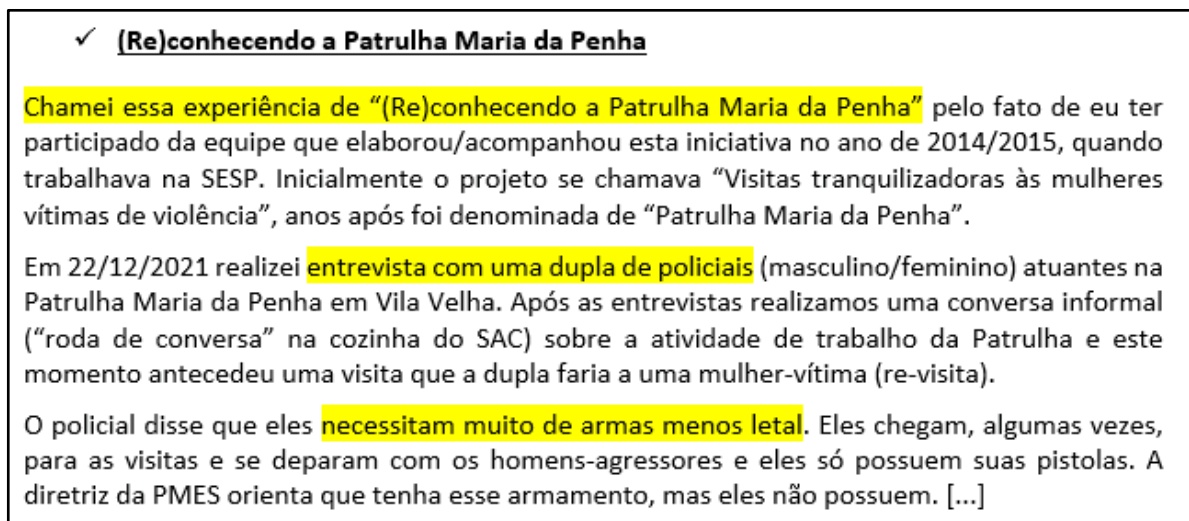 ✓ (Re)conhecendo a Patrulha Maria da Penha
Chamei essa experiência de “(Re)conhecendo a Patrulha Maria da Penha” pelo fato de eu ter
participado da equipe que elaborou/acompanhou esta iniciativa no ano de 2014/2015, quando
trabalhava na SESP. Inicialmente o projeto se chamava “Visitas tranquilizadoras às mulheres
vítimas de violência”, anos após foi denominada de “Patrulha Maria da Penha”.
Em 22/12/2021 realizei entrevista com uma dupla de policiais (masculino/feminino) atuantes na
Patrulha Maria da Penha em Vila Velha. Após as entrevistas realizamos uma conversa informal
(“roda de conversa” na cozinha do SAC) sobre a atividade de trabalho da Patrulha e este
momento antecedeu uma visita que a dupla faria a uma mulher-vítima (re-visita).
O policial disse que eles necessitam muito de armas menos letal. Eles chegam, algumas vezes,
para as visitas e se deparam com os homens-agressores e eles só possuem suas pistolas. A
diretriz da PMES orienta que tenha esse armamento, mas eles não possuem. [...]